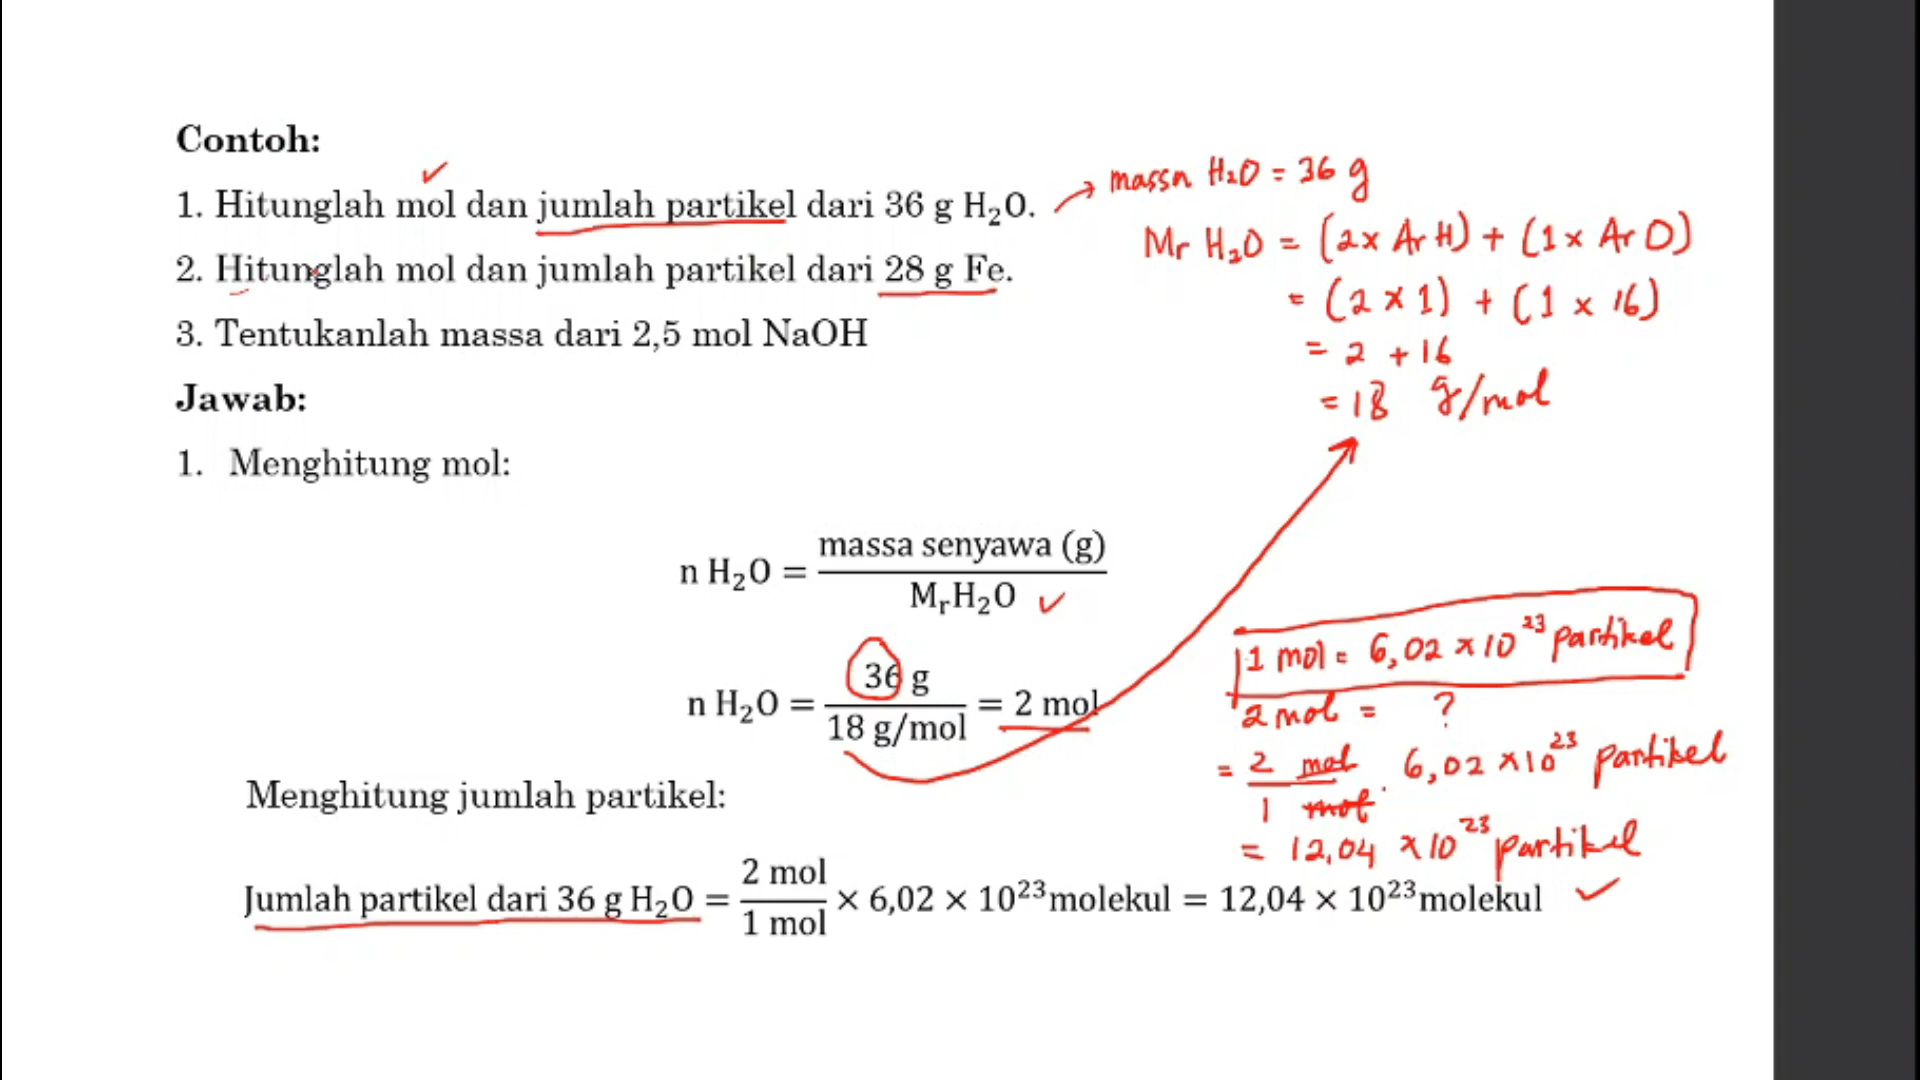 Contoh:
1. Hitunglah mol dan jumlah partikel dari 36 g H₂O.
2. Hitunglah mol dan jumlah partikel dari 28 g Fe.
3. Tentukanlah massa dari 2,5 mol NaOH
massa H₂O = 36 g
Mr H₂O = (2x Ar H) + (1x Ar O)
= (2 x 1) + (1 x 16)
= 2 + 16
= 18 g/mol
Jawab:
1. Menghitung mol:
n H₂O = massa senyawa (g) / MᵣH₂O
n H₂O = 36 g / 18 g/mol = 2 mol
1 mol = 6,02 x 10²³ partikel
2 mol = ?
= 2 mol / 1 mol . 6,02 x 10²³ partikel
= 12,04 x 10²³ partikel
Menghitung jumlah partikel:
Jumlah partikel dari 36 g H₂O = 2 mol / 1 mol × 6,02 × 10²³molekul = 12,04 × 10²³molekul